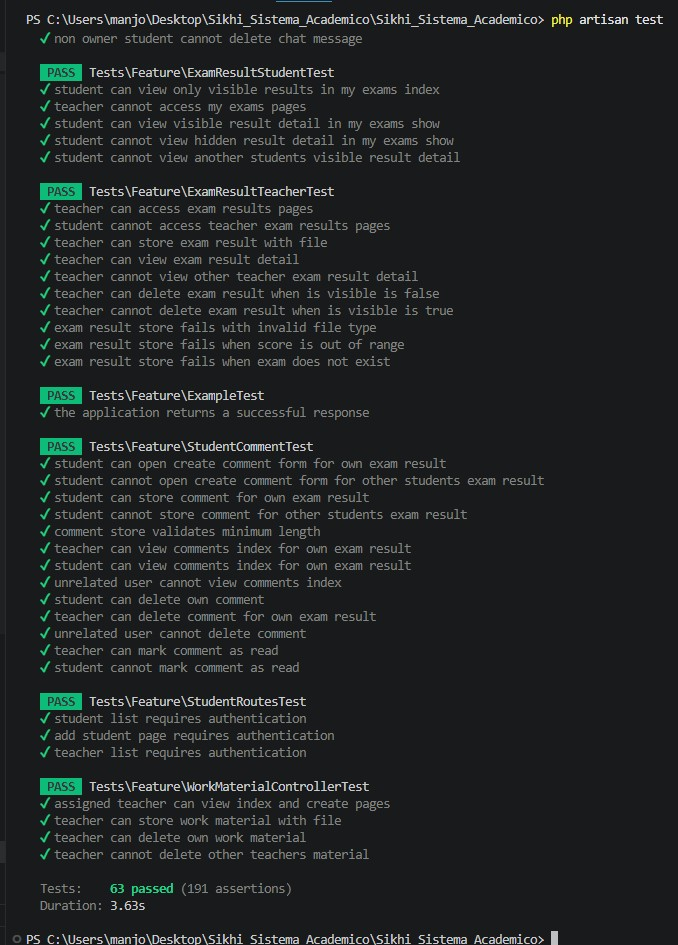 PS C:\Users\manjo\Desktop\Sikhi_Sistema_Academico\Sikhi_Sistema_Academico> php artisan test
✓ non owner student cannot delete chat message
PASS Tests\Feature\ExamResultStudentTest
✓ student can view only visible results in my exams index
✓ teacher cannot access my exams pages
✓ student can view visible result detail in my exams show
✓ student cannot view hidden result detail in my exams show
✓ student cannot view another students visible result detail
PASS Tests\Feature\ExamResultTeacherTest
✓ teacher can access exam results pages
✓ student cannot access teacher exam results pages
✓ teacher can store exam result with file
✓ teacher can view exam result detail
✓ teacher cannot view other teacher exam result detail
✓ teacher can delete exam result when is visible is false
✓ teacher cannot delete exam result when is visible is true
✓ exam result store fails with invalid file type
✓ exam result store fails when score is out of range
✓ exam result store fails when exam does not exist
PASS Tests\Feature\ExampleTest
✓ the application returns a successful response
PASS Tests\Feature\StudentCommentTest
✓ student can open create comment form for own exam result
✓ student cannot open create comment form for other students exam result
✓ student can store comment for own exam result
✓ student cannot store comment for other students exam result
✓ comment store validates minimum length
✓ teacher can view comments index for own exam result
✓ student can view comments index for own exam result
✓ unrelated user cannot view comments index
✓ student can delete own comment
✓ teacher can delete comment for own exam result
✓ unrelated user cannot delete comment
✓ teacher can mark comment as read
✓ student cannot mark comment as read
PASS Tests\Feature\StudentRoutesTest
✓ student list requires authentication
✓ add student page requires authentication
✓ teacher list requires authentication
PASS Tests\Feature\WorkMaterialControllerTest
✓ assigned teacher can view index and create pages
✓ teacher can store work material with file
✓ teacher can delete own work material
✓ teacher cannot delete other teachers material
Tests: 63 passed (191 assertions)
Duration: 3.63s
PS C:\Users\manjo\Desktop\Sikhi_Sistema_Academico\Sikhi_Sistema_Academico>